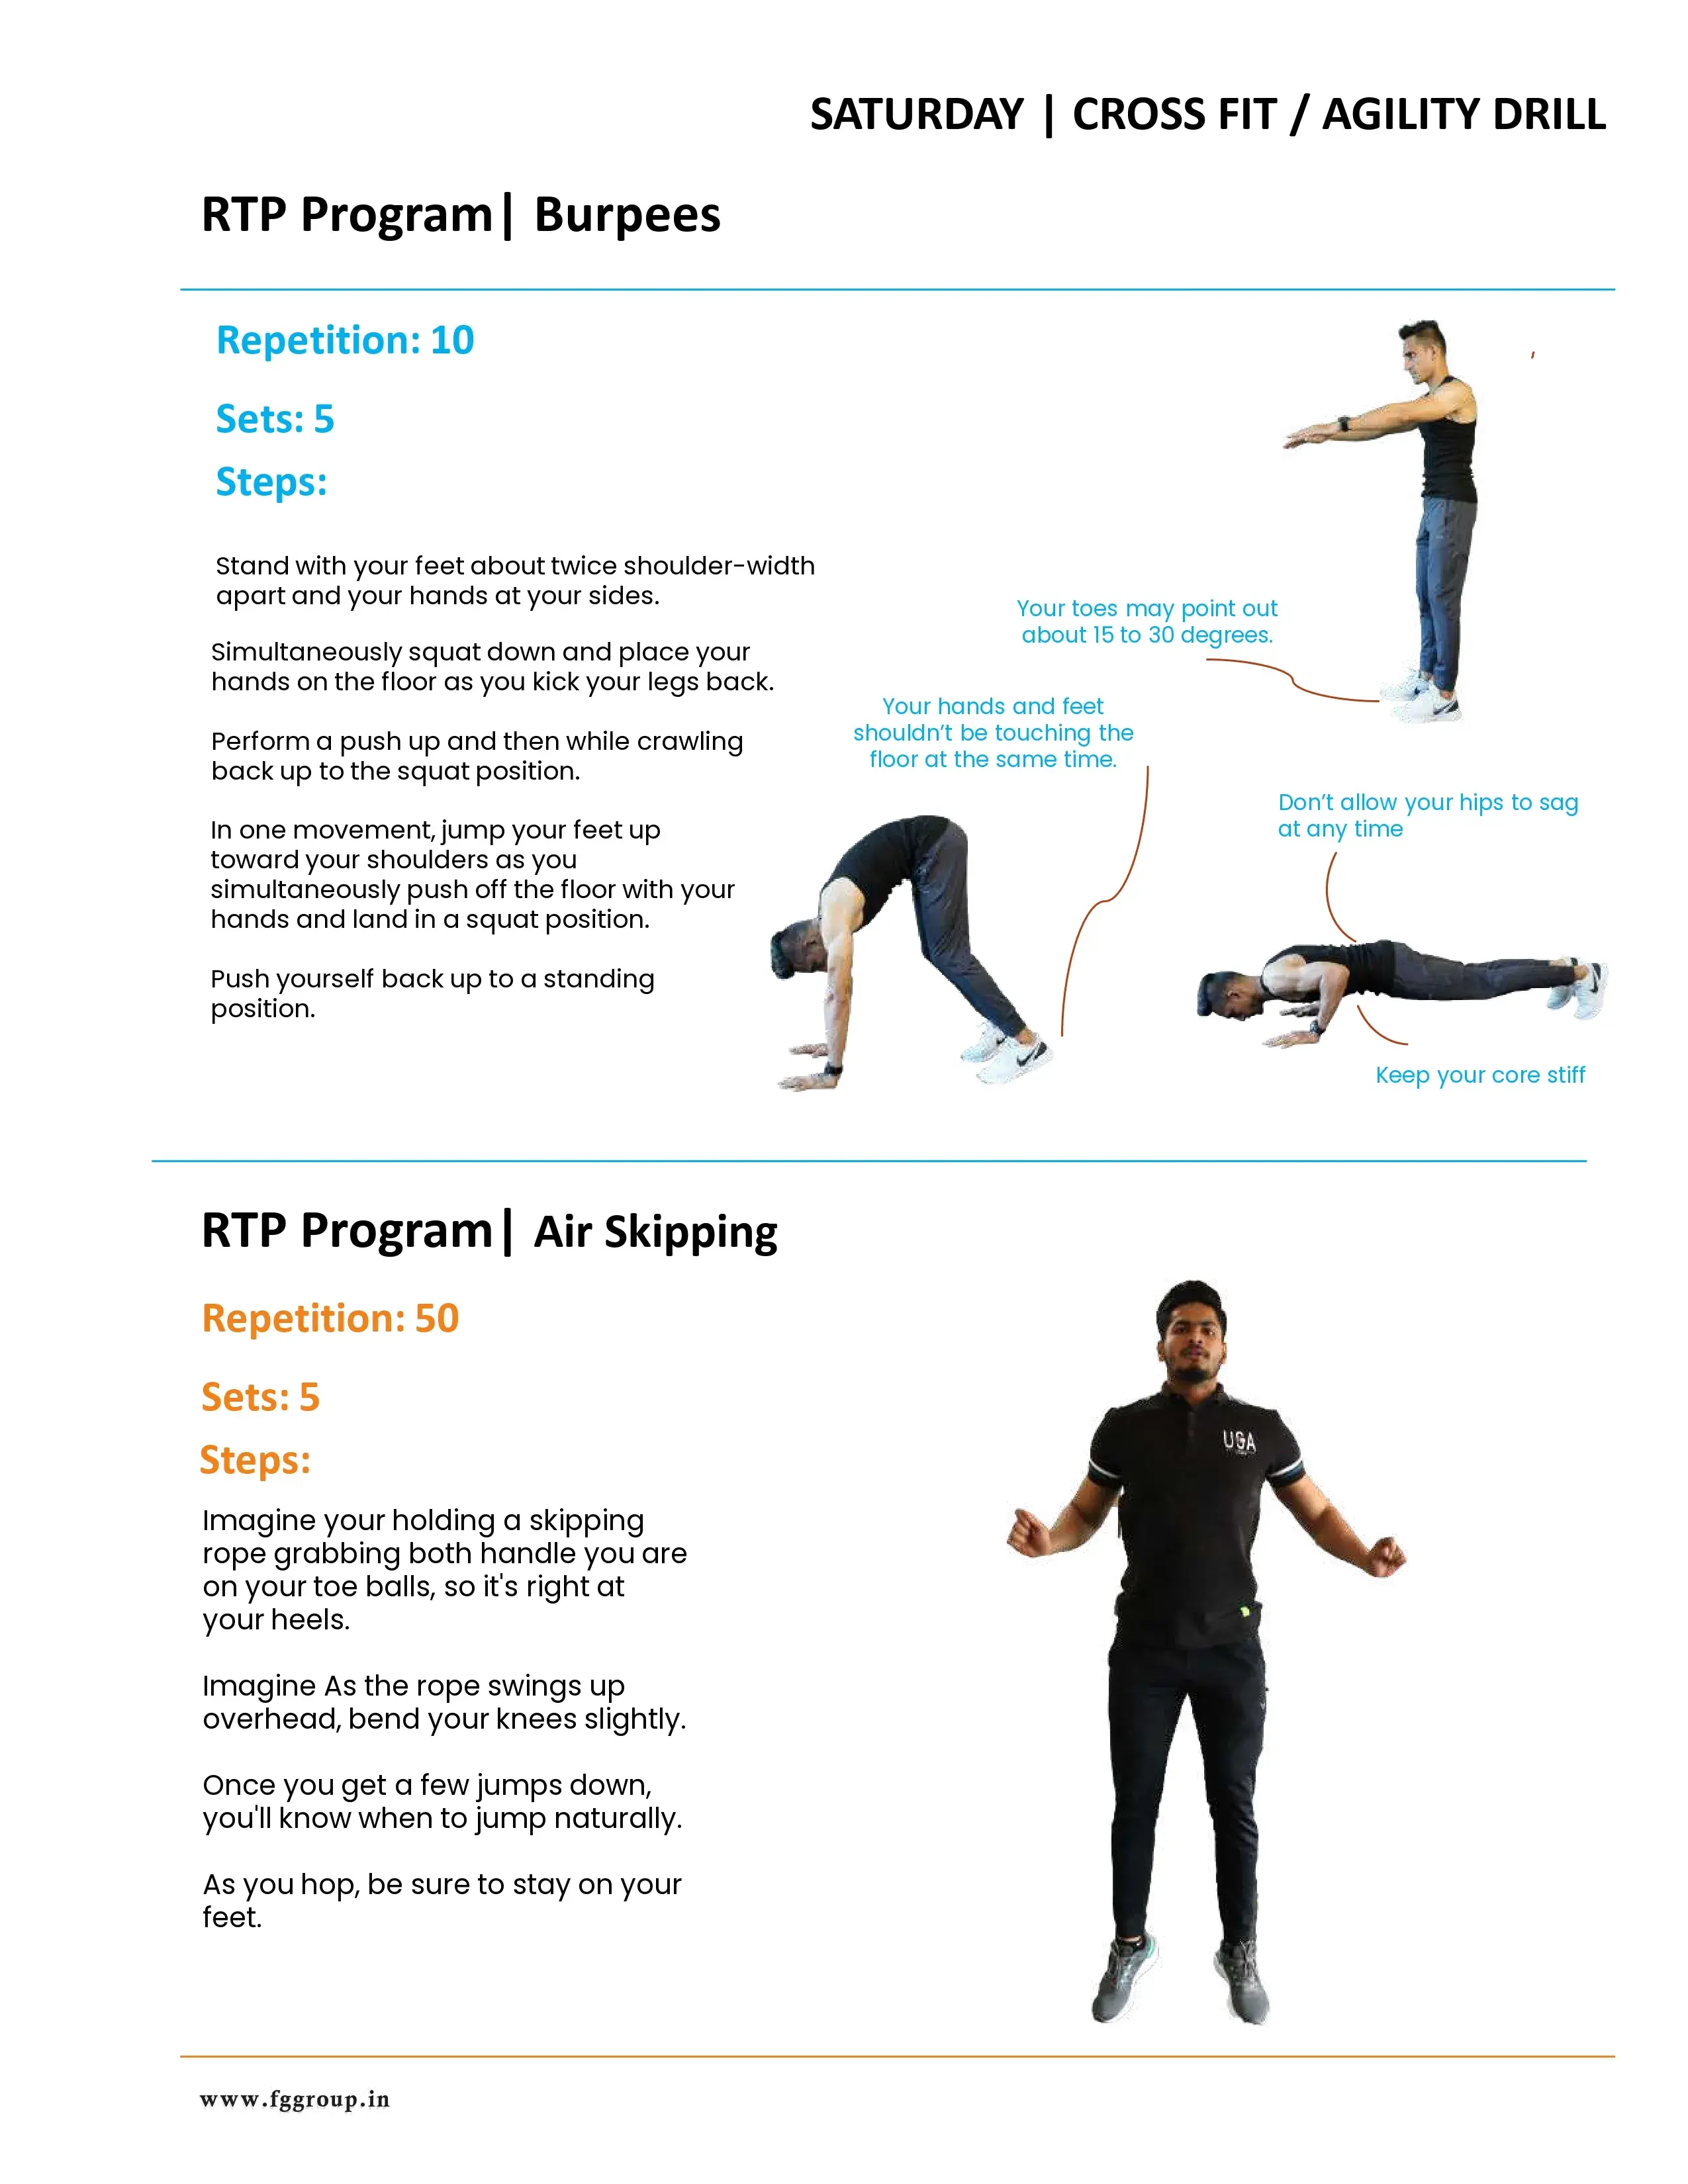 SATURDAY | CROSS FIT / AGILITY DRILL
RTP Program| Burpees
Repetition: 10
Sets: 5
Steps:
Stand with your feet about twice shoulder-width
apart and your hands at your sides.
Simultaneously squat down and place your
hands on the floor as you kick your legs back.
Perform a push up and then while crawling
back up to the squat position.
In one movement, jump your feet up
toward your shoulders as you
simultaneously push off the floor with your
hands and land in a squat position.
Push yourself back up to a standing
position.
Your toes may point out
about 15 to 30 degrees.
Your hands and feet
shouldn’t be touching the
floor at the same time.
Don’t allow your hips to sag
at any time
Keep your core stiff
RTP Program| Air Skipping
Repetition: 50
Sets: 5
Steps:
Imagine your holding a skipping
rope grabbing both handle you are
on your toe balls, so it's right at
your heels.
Imagine As the rope swings up
overhead, bend your knees slightly.
Once you get a few jumps down,
you'll know when to jump naturally.
As you hop, be sure to stay on your
feet.
USA
www.fggroup.in